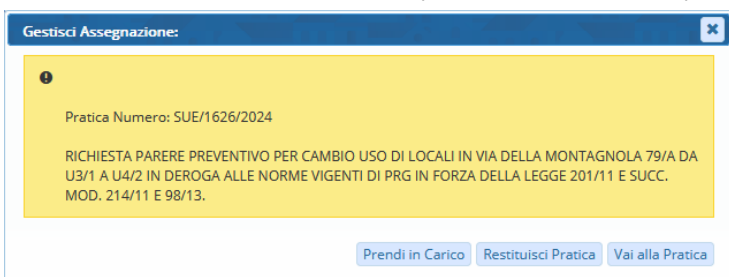 Gestisci Assegnazione:
Pratica Numero: SUE/1626/2024
RICHIESTA PARERE PREVENTIVO PER CAMBIO USO DI LOCALI IN VIA DELLA MONTAGNOLA 79/A DA
U3/1 A U4/2 IN DEROGA ALLE NORME VIGENTI DI PRG IN FORZA DELLA LEGGE 201/11 E SUCC.
MOD. 214/11 E 98/13.
Prendi in Carico Restituisci Pratica Vai alla Pratica